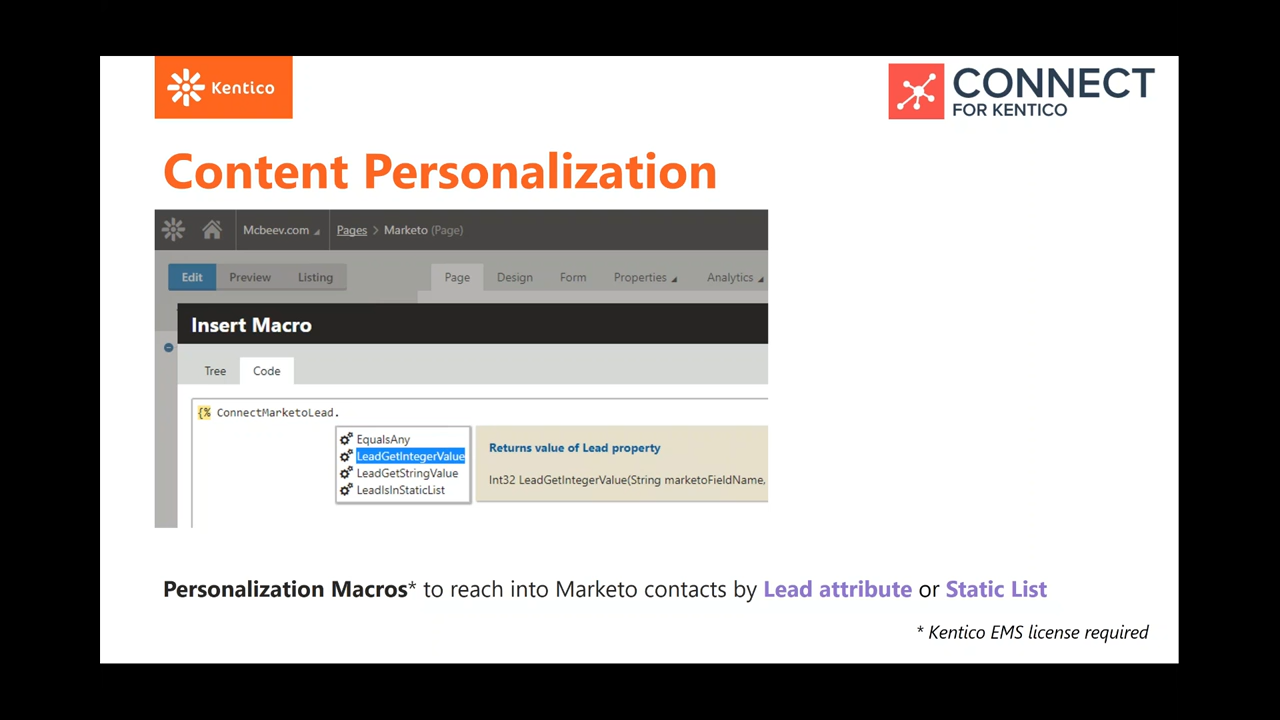 Kentico
CONNECT
FOR KENTICO
Content Personalization
Mcbeev.com
Pages > Marketo (Page)
Edit Preview Listing
Page Design Form Properties Analytics
Insert Macro
Tree Code
{% ConnectMarketoLead.
EqualsAny
LeadGetIntegerValue
LeadGetStringValue
LeadIsInStaticList
Returns value of Lead property
Int32 LeadGetIntegerValue(String marketoFieldName,
Personalization Macros* to reach into Marketo contacts by Lead attribute or Static List
* Kentico EMS license required